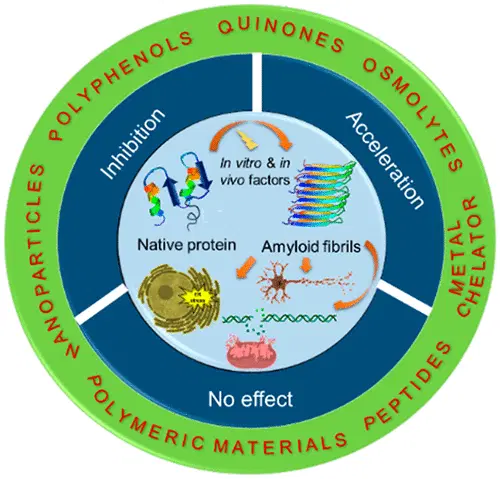 POLYPHENOLS
QUINONES
OSMOLYTES
METAL
CHELATOR
PEPTIDES
POLYMERIC MATERIALS
NANOPARTICLES
Inhibition
Acceleration
No effect
In vitro & in
vivo factors
Native protein
Amyloid fibrils
ER
stress